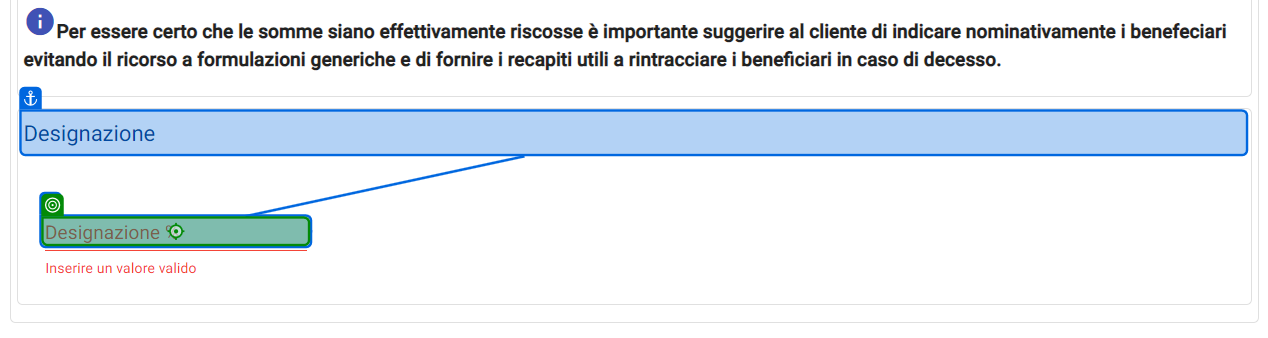 Per essere certo che le somme siano effettivamente riscosse è importante suggerire al cliente di indicare nominativamente i benefeciari
evitando il ricorso a formulazioni generiche e di fornire i recapiti utili a rintracciare i beneficiari in caso di decesso.
Designazione
Designazione
Inserire un valore valido